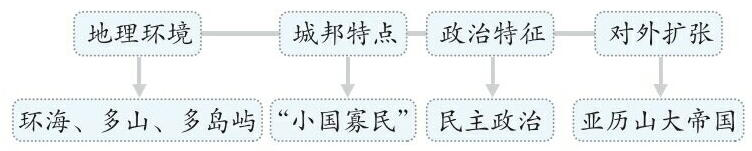 地理环境 城邦特点 政治特征 对外扩张
环海、多山、多岛屿 “小国寡民” 民主政治 亚历山大帝国